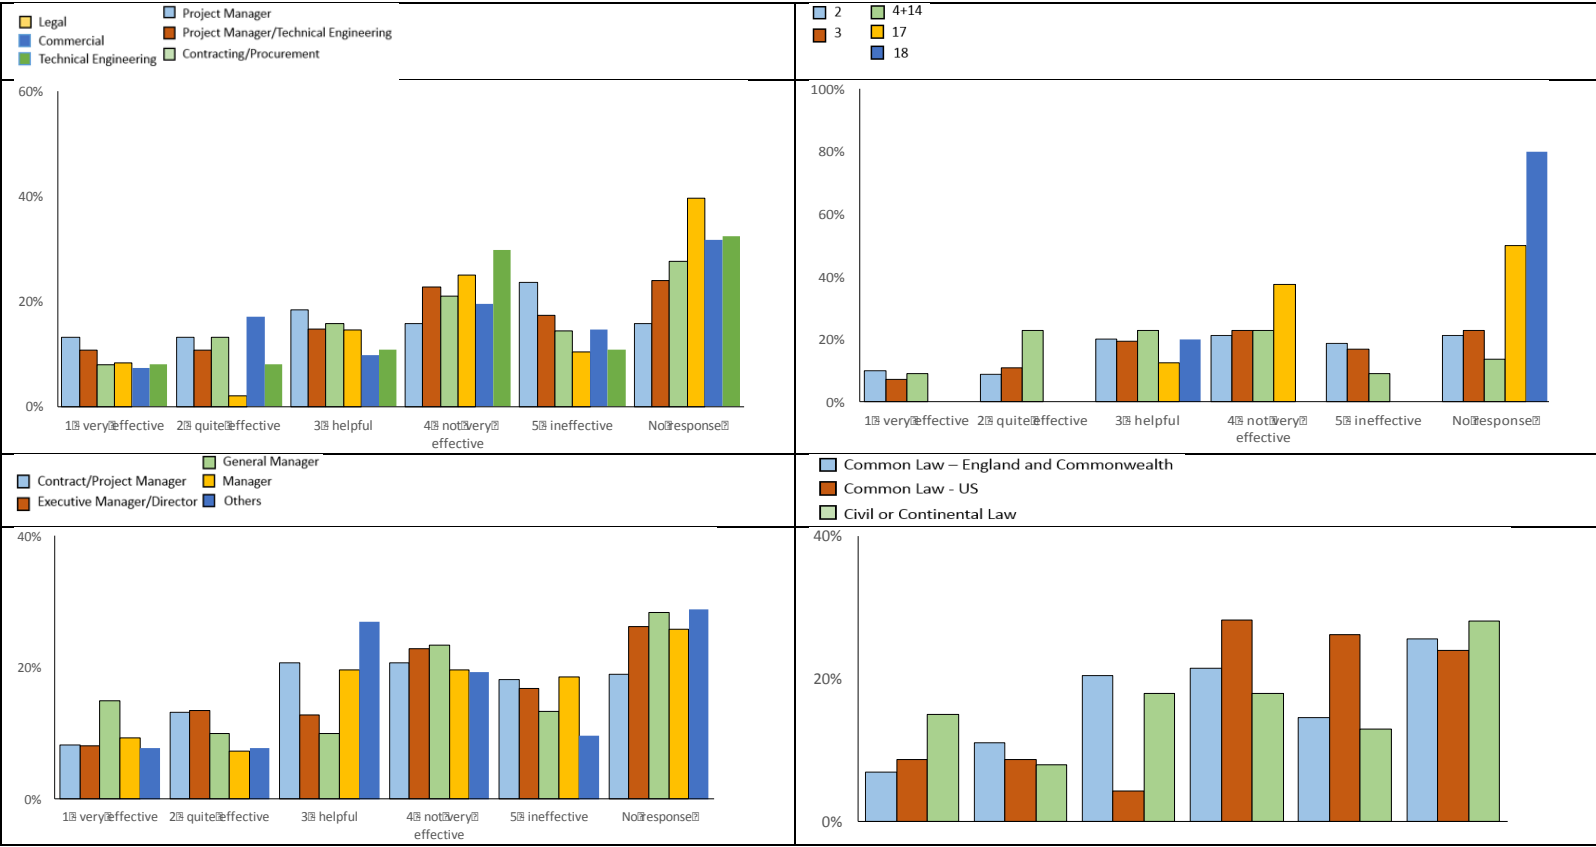 Legal
Commercial
Technical Engineering
Project Manager
Project Manager/Technical Engineering
Contracting/Procurement
60%
40%
20%
0%
1⍰ very⍰effective
2⍰ quite⍰effective
3⍰ helpful
4⍰ not⍰very⍰
effective
5⍰ ineffective
No⍰response⍰
2
3
4+14
17
18
100%
80%
60%
40%
20%
0%
1⍰ very⍰effective
2⍰ quite⍰effective
3⍰ helpful
4⍰ not⍰very⍰
effective
5⍰ ineffective
No⍰response⍰
Contract/Project Manager
Executive Manager/Director
General Manager
Manager
Others
40%
20%
0%
1⍰ very⍰effective
2⍰ quite⍰effective
3⍰ helpful
4⍰ not⍰very⍰
effective
5⍰ ineffective
No⍰response⍰
Common Law – England and Commonwealth
Common Law - US
Civil or Continental Law
40%
20%
0%